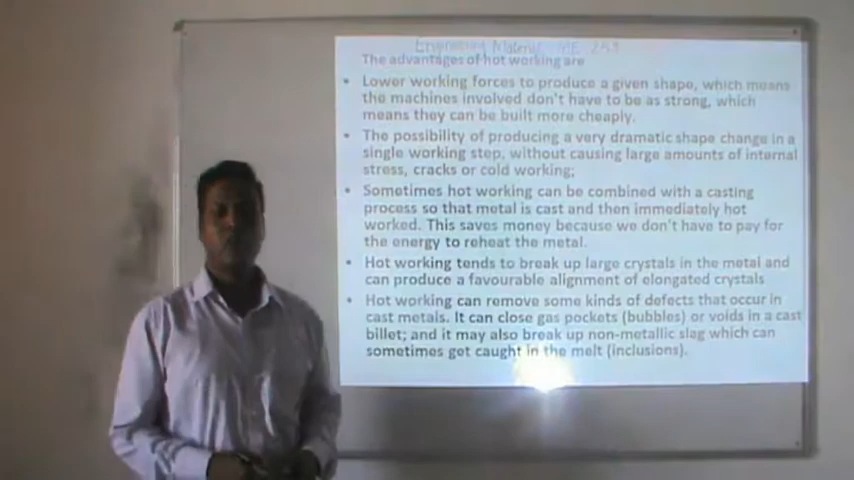 Engineering Material ME 253
The advantages of hot working are
• Lower working forces to produce a given shape, which means
the machines involved don't have to be as strong, which
means they can be built more cheaply.
• The possibility of producing a very dramatic shape change in a
single working step, without causing large amounts of internal
stress, cracks or cold working;
• Sometimes hot working can be combined with a casting
process so that metal is cast and then immediately hot
worked. This saves money because we don't have to pay for
the energy to reheat the metal.
• Hot working tends to break up large crystals in the metal and
can produce a favourable alignment of elongated crystals
• Hot working can remove some kinds of defects that occur in
cast metals. It can close gas pockets (bubbles) or voids in a cast
billet; and it may also break up non-metallic slag which can
sometimes get caught in the melt (inclusions).